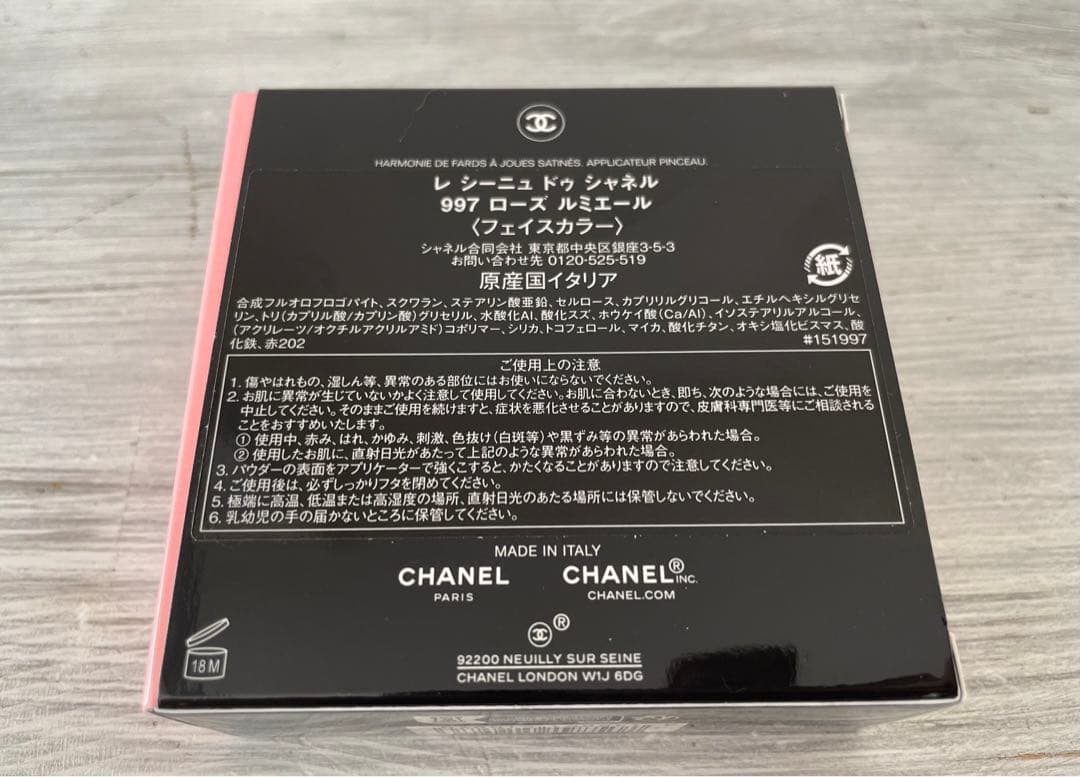 HARMONIE DE FARDS À JOUES SATINÉS. APPLICATEUR PINCEAU.
レ シーニュ ドゥ シャネル
997 ローズ ルミエール
〈フェイスカラー〉
シャネル合同会社 東京都中央区銀座3-5-3
お問い合わせ先 0120-525-519
原産国イタリア
紙
合成フルオロフロゴパイト、スクワラン、ステアリン酸亜鉛、セルロース、カプリリルグリコール、エチルヘキシルグリセ
リン、トリ(カプリル酸/カプリン酸)グリセリル、水酸化Al、酸化スズ、ホウケイ酸(Ca/Al)、イソステアリルアルコール、
(アクリレーツ/オクチルアクリルアミド)コポリマー、シリカ、トコフェロール、マイカ、酸化チタン、オキシ塩化ビスマス、酸
化鉄、赤202
#151997
ご使用上の注意
1. 傷やはれもの、湿しん等、異常のある部位にはお使いにならないでください。
2. お肌に異常が生じていないかよく注意して使用してください。お肌に合わないとき、即ち、次のような場合には、ご使用を
中止してください。そのままご使用を続けますと、症状を悪化させることがありますので、皮膚科専門医等にご相談される
ことをおすすめいたします。
① 使用中、赤み、はれ、かゆみ、刺激、色抜け(白斑等)や黒ずみ等の異常があらわれた場合。
② 使用したお肌に、直射日光があたって上記のような異常があらわれた場合。
3. パウダーの表面をアプリケーターで強くこすると、かたくなることがありますので注意してください。
4. ご使用後は、必ずしっかりフタを閉めてください。
5. 極端に高温、低温または高湿度の場所、直射日光のあたる場所には保管しないでください。
6. 乳幼児の手の届かないところに保管してください。
MADE IN ITALY
CHANEL CHANEL® INC.
PARIS CHANEL.COM
®
18 M
92200 NEUILLY SUR SEINE
CHANEL LONDON W1J 6DG